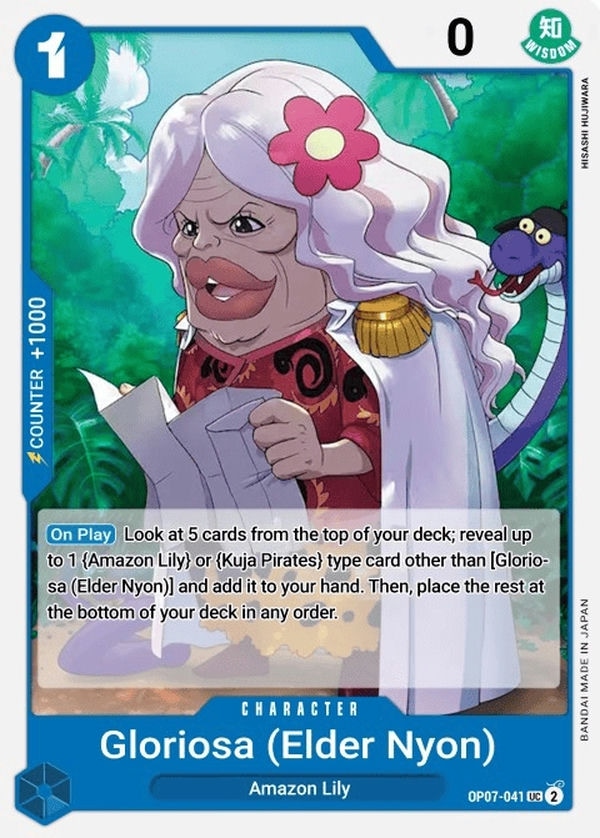 1
0
知
WISDOM
HISASHI HUJIWARA
COUNTER +1000
On Play Look at 5 cards from the top of your deck; reveal up
to 1 {Amazon Lily} or {Kuja Pirates} type card other than [Glorio-
sa (Elder Nyon)] and add it to your hand. Then, place the rest at
the bottom of your deck in any order.
BANDAI MADE IN JAPAN
CHARACTER
Gloriosa (Elder Nyon)
Amazon Lily
OP07-041 UC 2